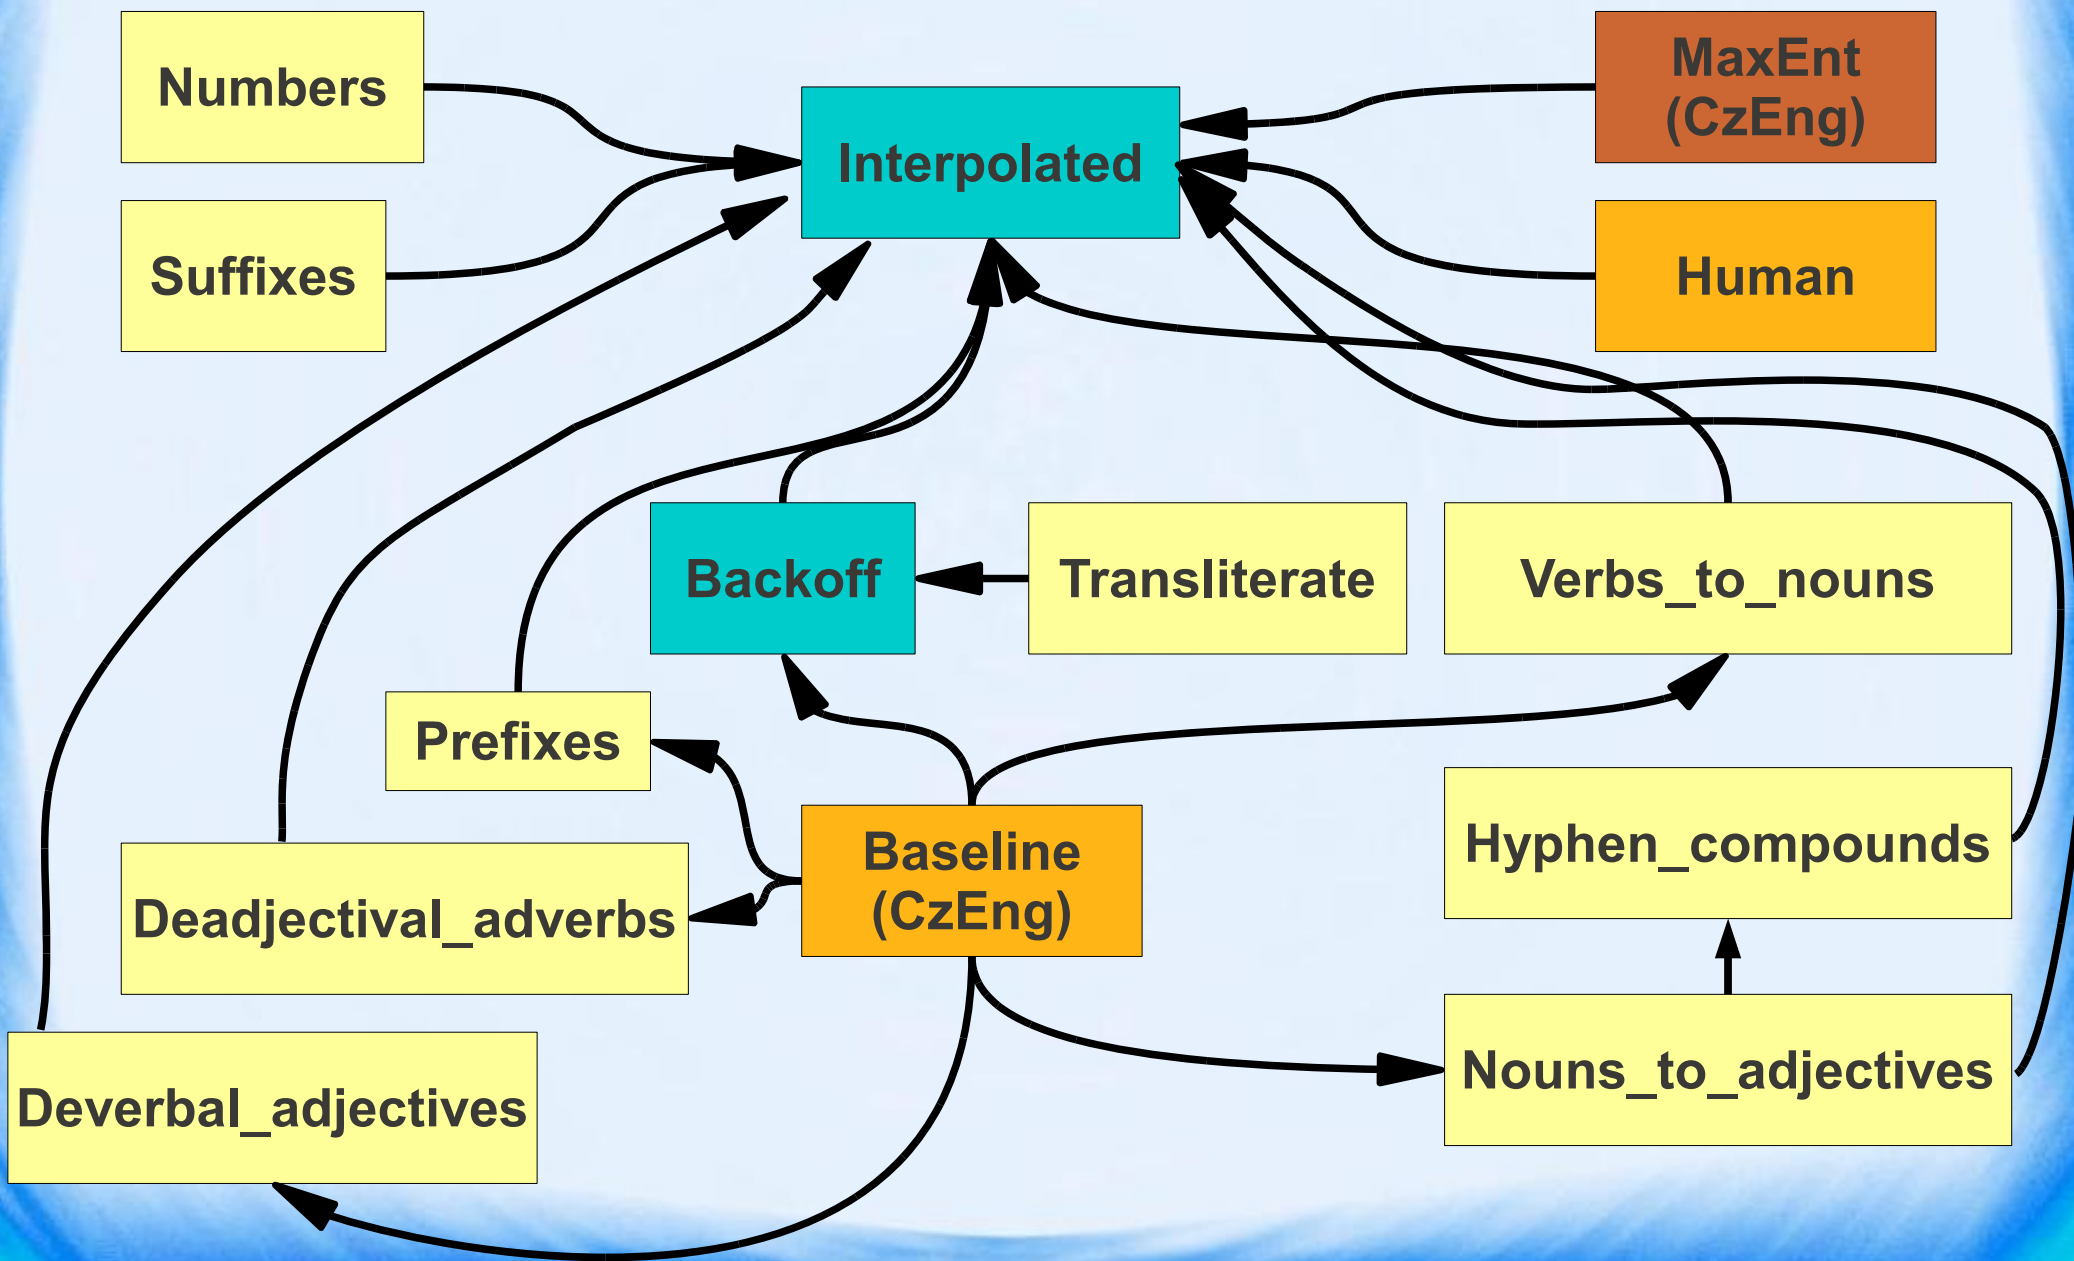 Numbers
MaxEnt
(CzEng)
Interpolated
Suffixes
Human
Backoff
Transliterate
Verbs_to_nouns
Prefixes
Baseline
(CzEng)
Hyphen_compounds
Deadjectival_adverbs
Nouns_to_adjectives
Deverbal_adjectives